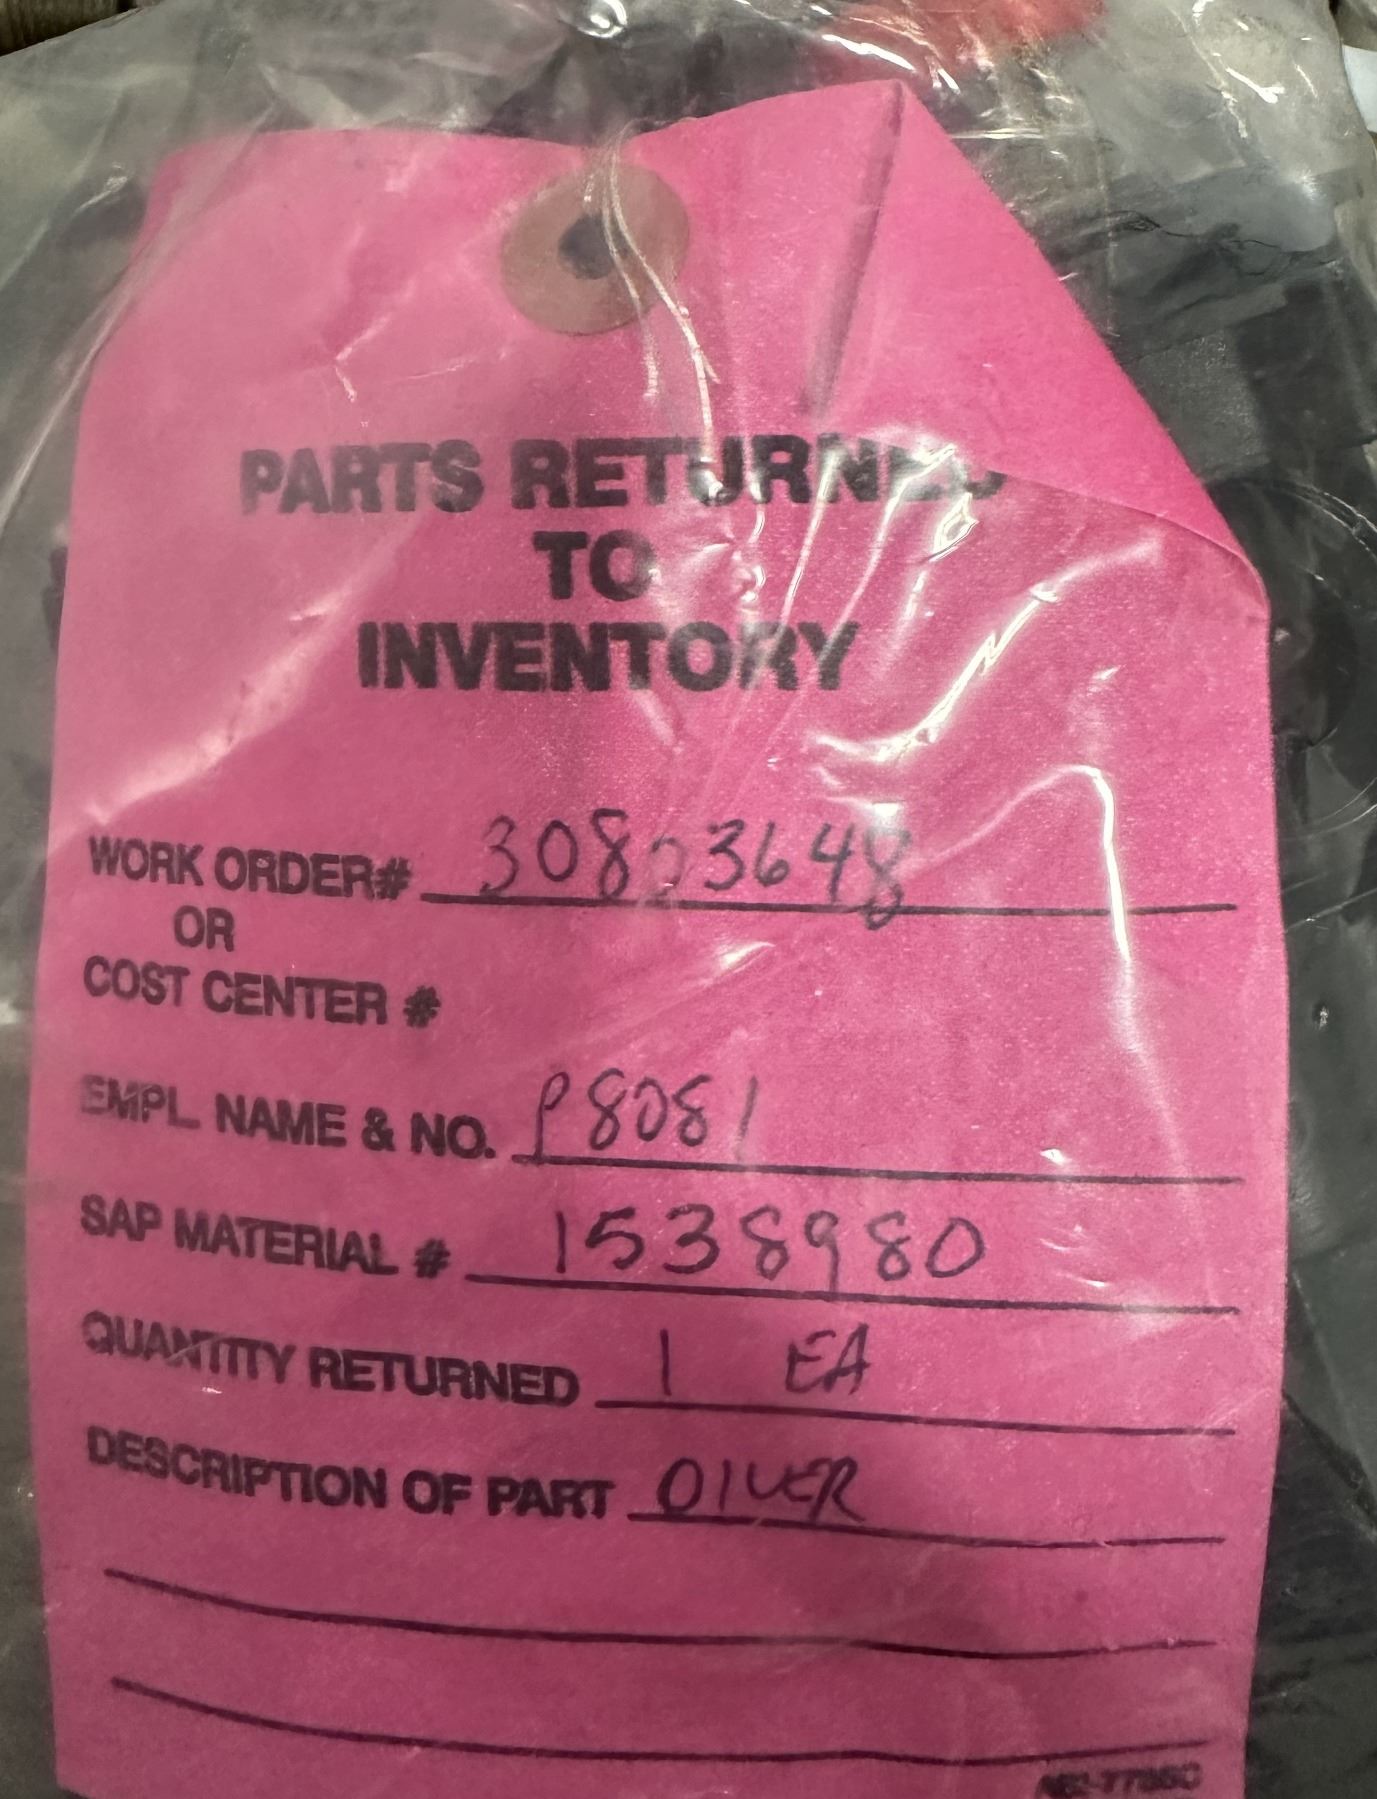 PARTS RETURNED
TO
INVENTORY
WORK ORDER# 30823648
OR
COST CENTER #
EMPL NAME & NO. P8081
SAP MATERIAL # 1538980
QUANTITY RETURNED 1 EA
DESCRIPTION OF PART OILER